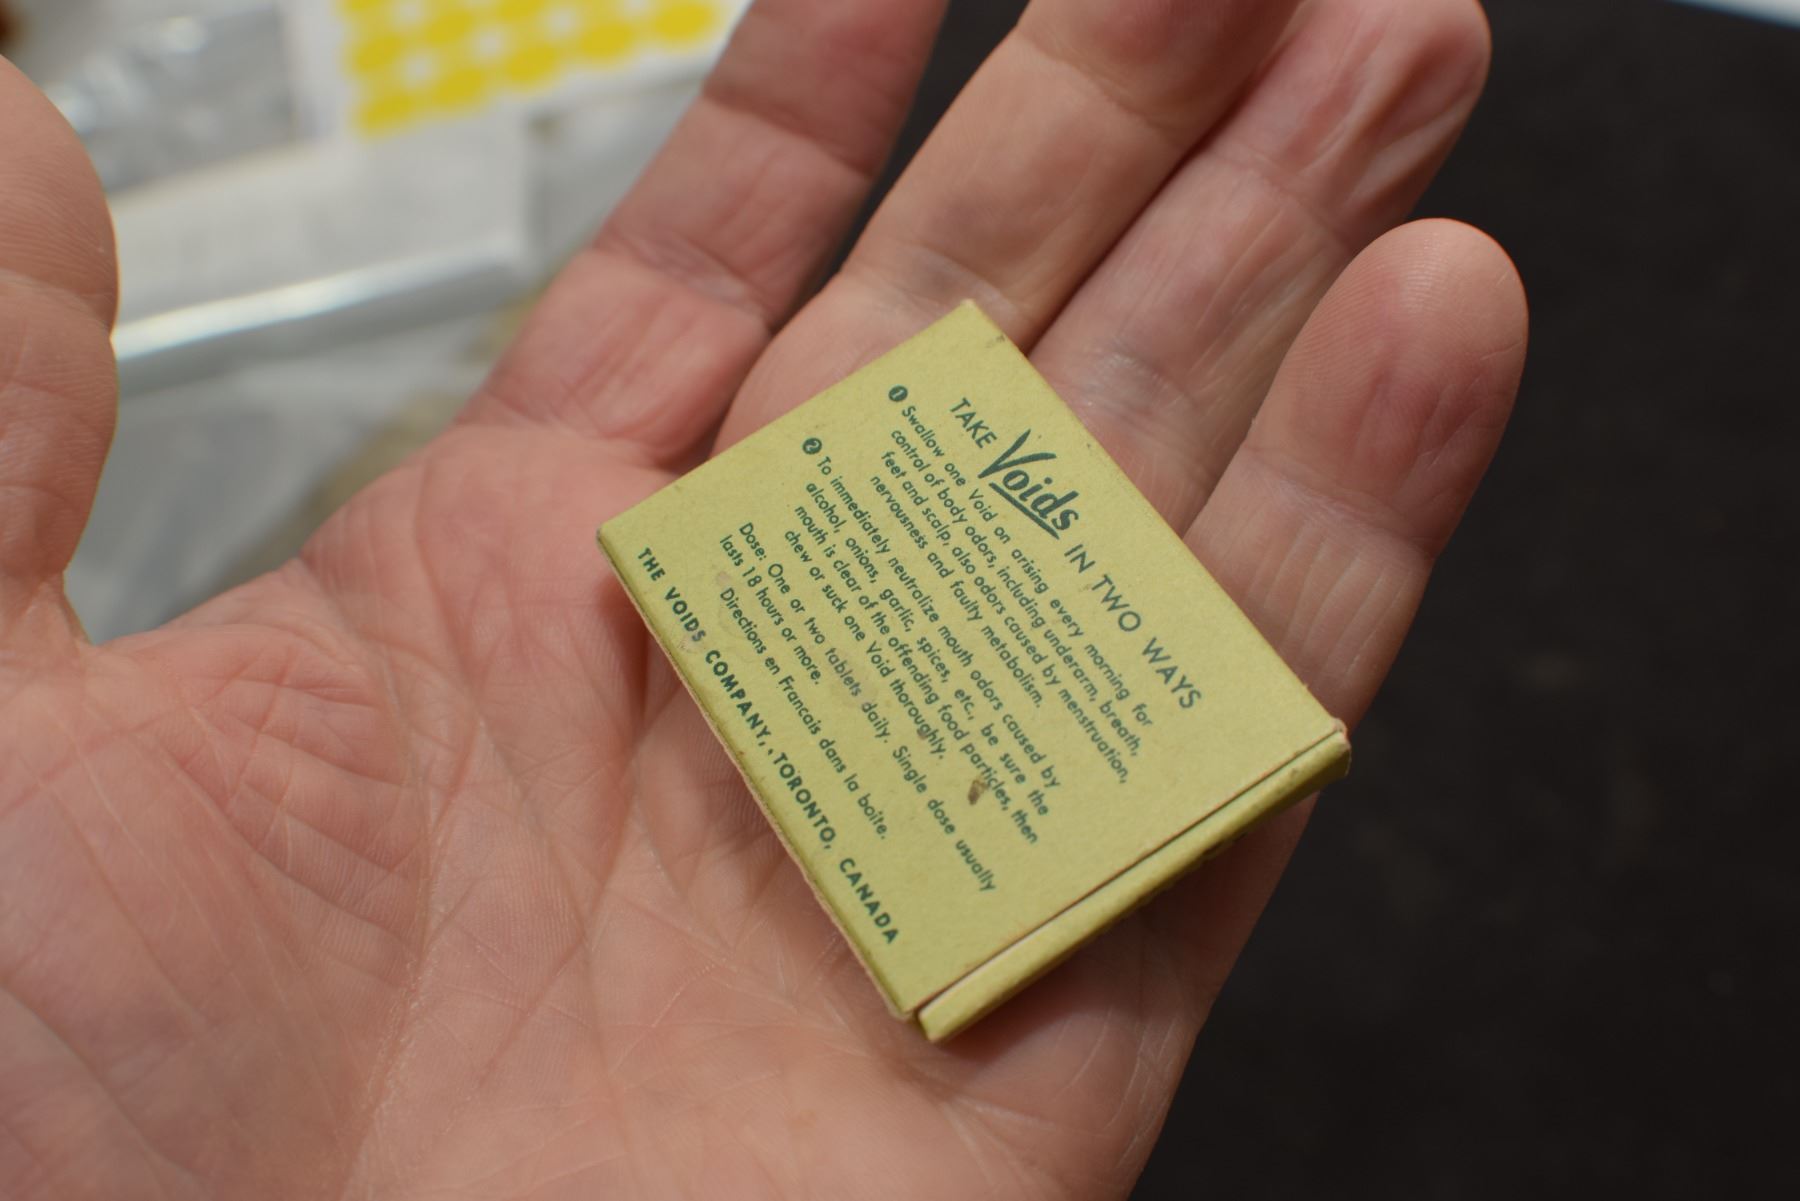 TAKE Voids IN TWO WAYS
1 Swallow one Void on arising every morning for
control of body odors, including underarm, breath,
feet and scalp, also odors caused by menstruation,
nervousness and faulty metabolism.
2 To immediately neutralize mouth odors caused by
alcohol, onions, garlic, spices, etc., be sure the
mouth is clear of the offending food particles, then
chew or suck one Void thoroughly.
Dose: One or two tablets daily. Single dose usually
lasts 18 hours or more.
Directions en Francais dans la boite.
THE VOIDS COMPANY, TORONTO, CANADA